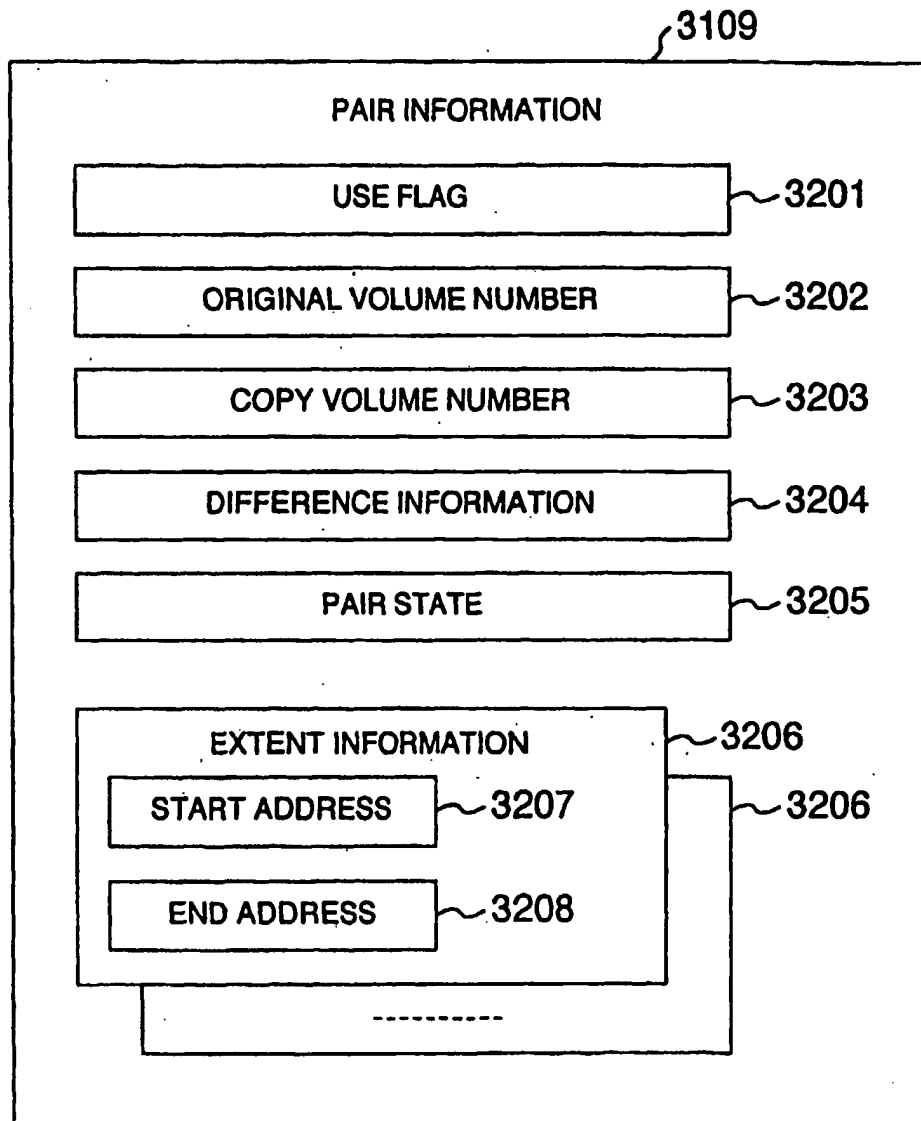 3109
PAIR INFORMATION
USE FLAG 3201
ORIGINAL VOLUME NUMBER 3202
COPY VOLUME NUMBER 3203
DIFFERENCE INFORMATION 3204
PAIR STATE 3205
EXTENT INFORMATION 3206
START ADDRESS 3207 3206
END ADDRESS 3208